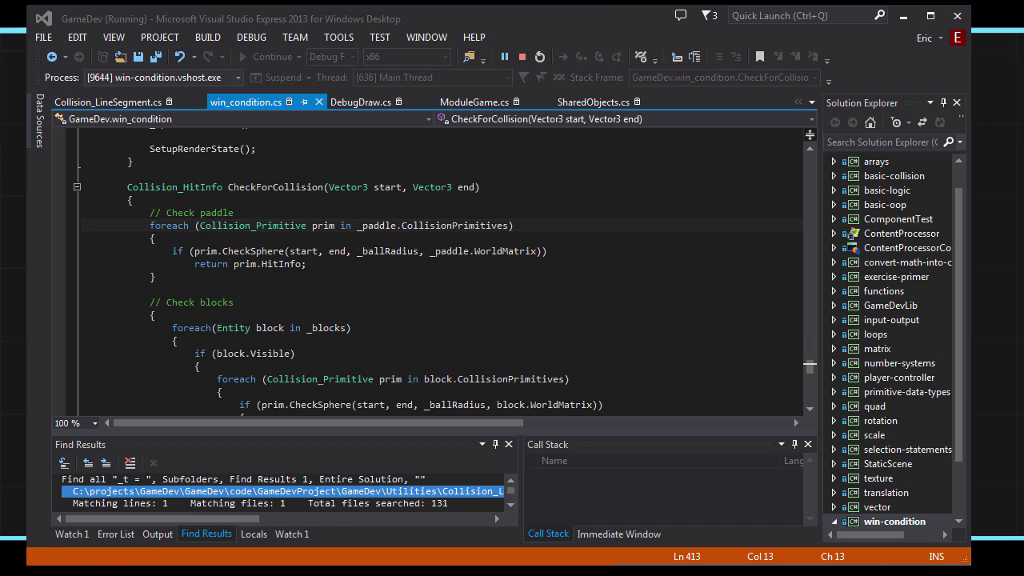 GameDev (Running) - Microsoft Visual Studio Express 2013 for Windows Desktop
3
Quick Launch (Ctrl+Q)
FILE EDIT VIEW PROJECT BUILD DEBUG TEAM TOOLS TEST WINDOW HELP
Eric E
Continue Debug F x86
Process: [9644] win-condition.vshost.exe Suspend Thread: [636] Main Thread Stack Frame: GameDev.win_condition.CheckForCollisio
Data Sources
Collision_LineSegment.cs win_condition.cs DebugDraw.cs ModuleGame.cs SharedObjects.cs
GameDev.win_condition CheckForCollision(Vector3 start, Vector3 end)
SetupRenderState();
}
Collision_HitInfo CheckForCollision(Vector3 start, Vector3 end)
{
// Check paddle
foreach (Collision_Primitive prim in _paddle.CollisionPrimitives)
{
if (prim.CheckSphere(start, end, _ballRadius, _paddle.WorldMatrix))
return prim.HitInfo;
}
// Check blocks
{
foreach(Entity block in _blocks)
{
if (block.Visible)
{
foreach (Collision_Primitive prim in block.CollisionPrimitives)
{
if (prim.CheckSphere(start, end, _ballRadius, block.WorldMatrix))
100 %
Solution Explorer
Search Solution Explorer (C
arrays
basic-collision
basic-logic
basic-oop
ComponentTest
ContentProcessor
ContentProcessorCo
convert-math-into-c
exercise-primer
functions
GameDevLib
input-output
loops
matrix
number-systems
player-controller
primitive-data-types
quad
rotation
scale
selection-statements
StaticScene
texture
translation
vector
win-condition
Find Results
Find all "_t = ", Subfolders, Find Results 1, Entire Solution, ""
C:\projects\GameDev\GameDev\code\GameDevProject\GameDev\Utilities\Collision_L
Matching lines: 1 Matching files: 1 Total files searched: 131
Call Stack
Name Lang
Watch 1 Error List Output Find Results Locals Watch 1
Call Stack Immediate Window
Ln 413 Col 13 Ch 13 INS